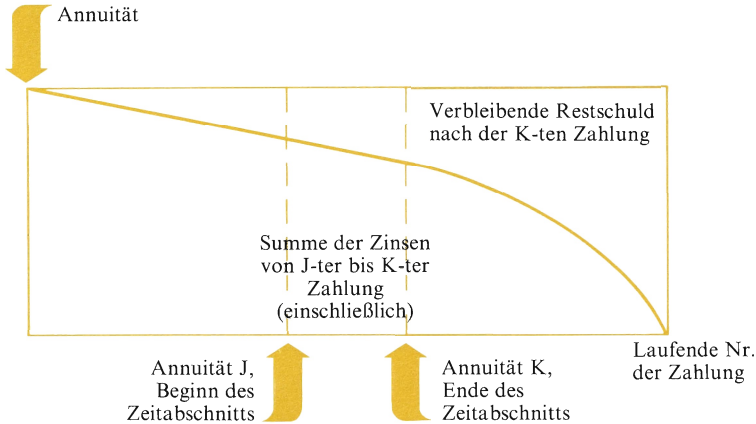 Annuität
Verbleibende Restschuld
nach der K-ten Zahlung
Summe der Zinsen
von J-ter bis K-ter
Zahlung
(einschließlich)
Annuität J,
Beginn des
Zeitabschnitts
Annuität K,
Ende des
Zeitabschnitts
Laufende Nr.
der Zahlung